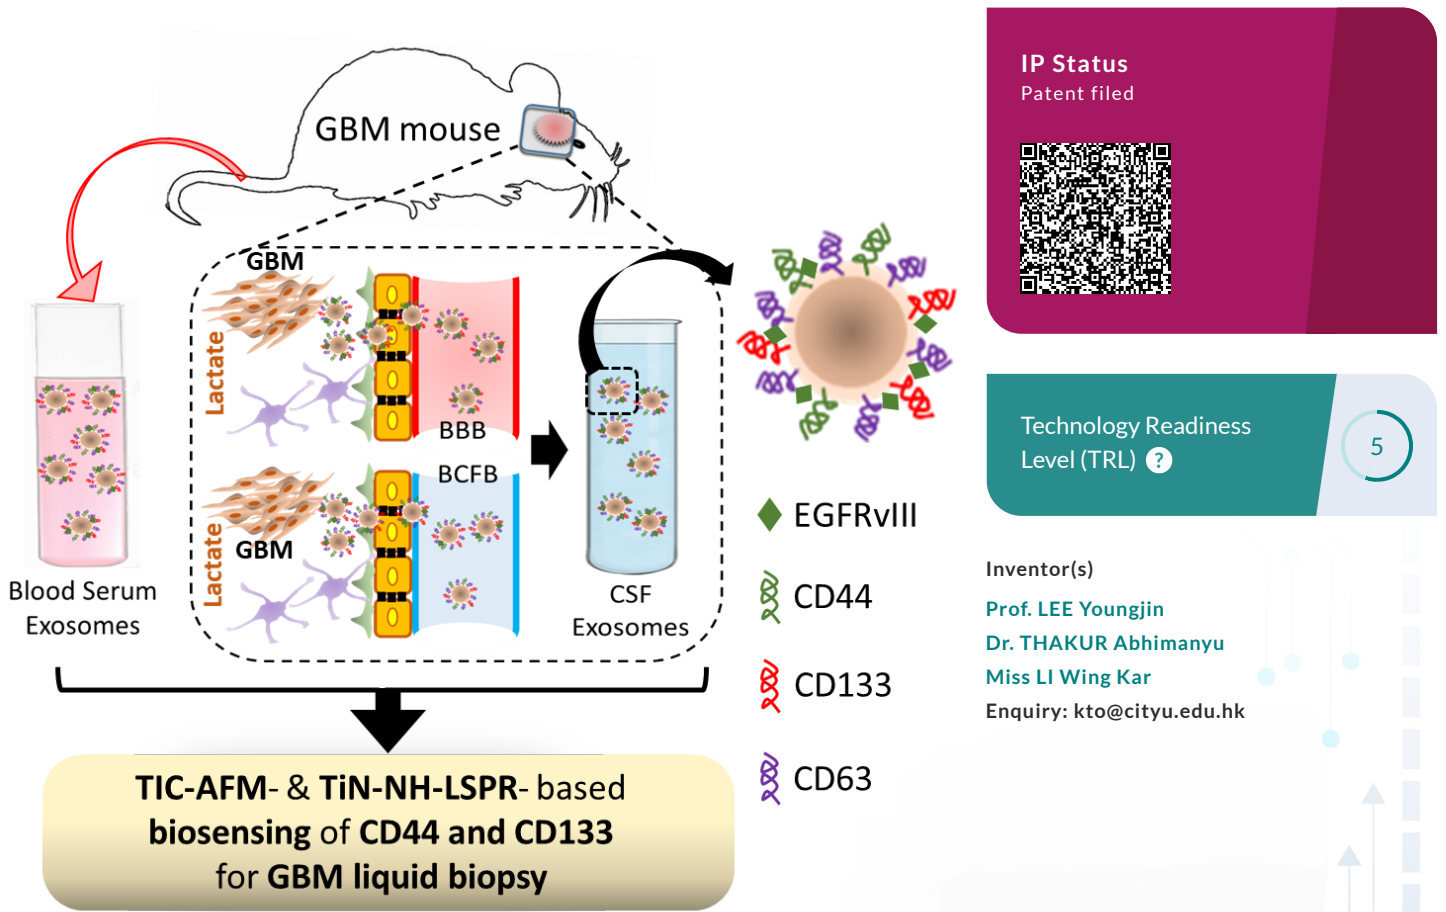 GBM mouse
GBM
Lactate
BBB
BCFB
Lactate
GBM
Blood Serum
Exosomes
CSF
Exosomes
EGFRvIII
CD44
CD133
CD63
TIC-AFM- & TiN-NH-LSPR- based
biosensing of CD44 and CD133
for GBM liquid biopsy
IP Status
Patent filed
Technology Readiness
Level (TRL) ?
5
Inventor(s)
Prof. LEE Youngjin
Dr. THAKUR Abhimanyu
Miss LI Wing Kar
Enquiry: kto@cityu.edu.hk